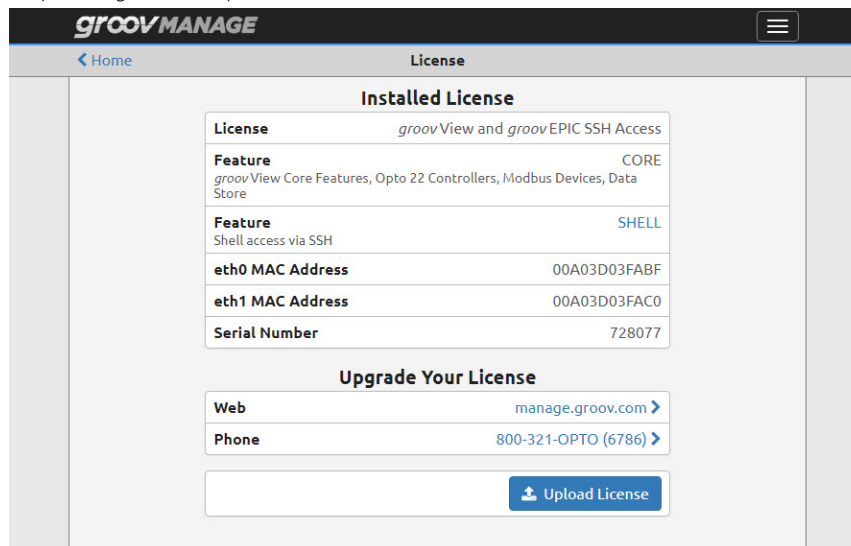 groov MANAGE
Home
License
Installed License
License groov View and groov EPIC SSH Access
Feature CORE
groov View Core Features, Opto 22 Controllers, Modbus Devices, Data
Store
Feature SHELL
Shell access via SSH
eth0 MAC Address 00A03D03FABF
eth1 MAC Address 00A03D03FAC0
Serial Number 728077
Upgrade Your License
Web manage.groov.com
Phone 800-321-OPTO (6786)
Upload License